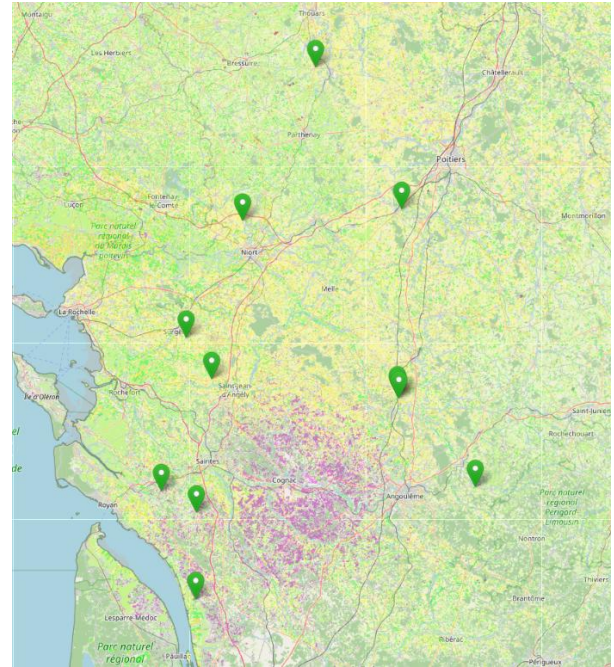 Montaigu
Thouars
Les Herbiers
Bressuire
Châtellerault
Parthenay
Poitiers
Fontenay-
le-Comte
Luçon
Montmorillon
Parc naturel
régional
du Marais
poitevin
Niort
Melle
La Rochelle
Rochefort
Saint-Jean
d'Angély
Île d'Oléron
Saint-Junien
Rochechouart
Saintes
Cognac
Angoulême
Royan
Parc naturel
régional
Périgord
Limousin
Nontron
Thiviers
Brantôme
Lesparre-Médoc
Ribérac
Pauillac
Parc naturel
régional
Périgueux